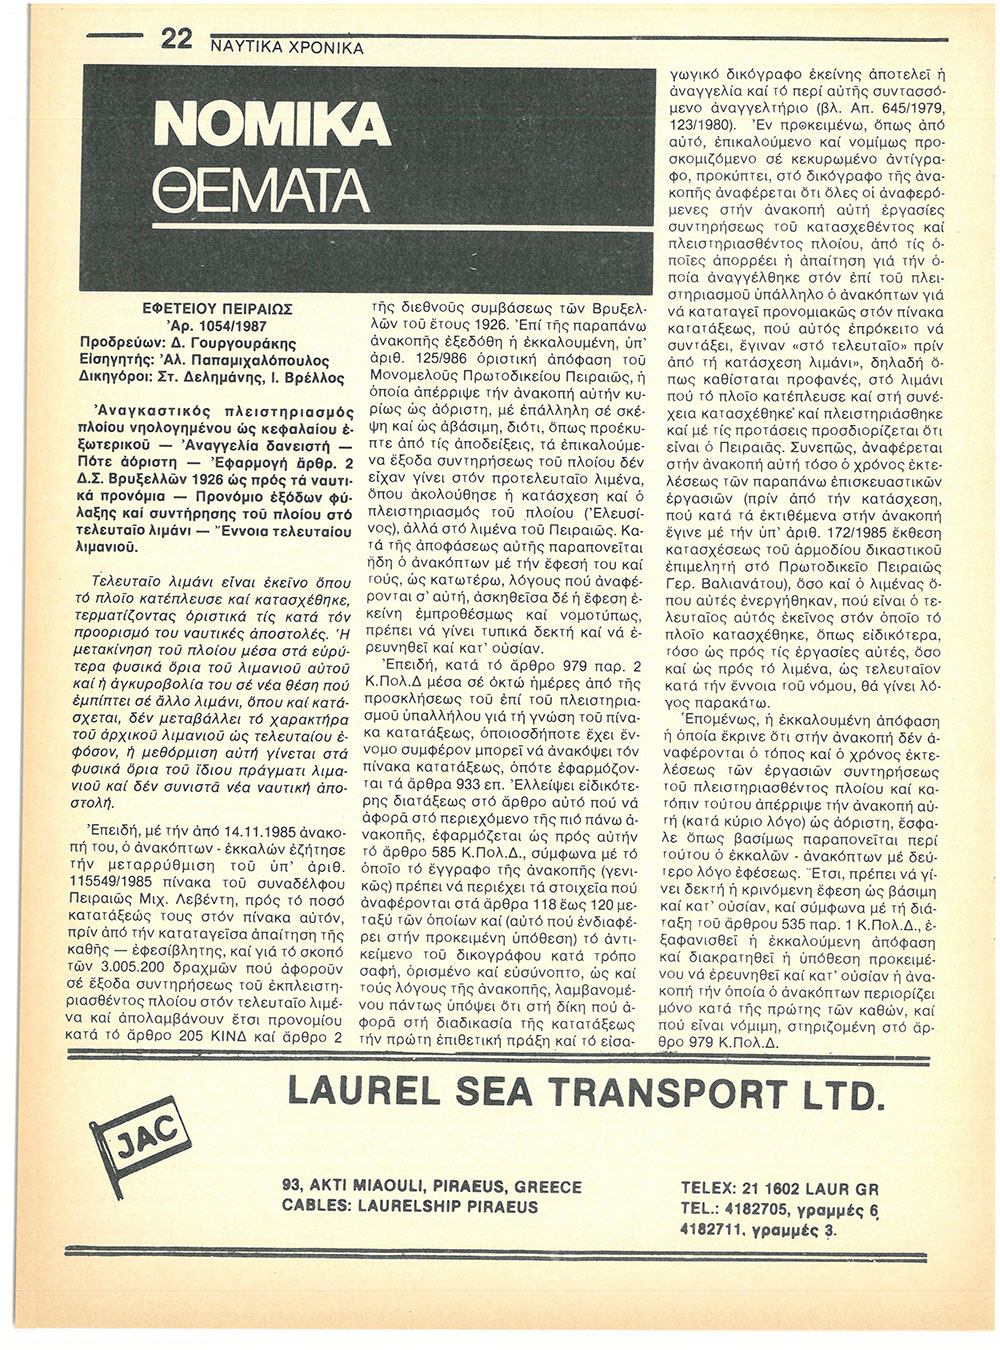 22 ΝΑΥΤΙΚΑ ΧΡΟΝΙΚΑ
ΝΟΜΙΚΑ
ΘΕΜΑΤΑ
ΕΦΕΤΕΙΟΥ ΠΕΙΡΑΙΩΣ
Ἀρ. 1054/1987
Προδρεύων: Δ. Γουργουράκης
Εἰσηγητής: Ἀλ. Παπαμιχαλόπουλος
Δικηγόροι: Στ. Δελημάνης, Ι. Βρέλλος
Ἀναγκαστικός πλειστηριασμός
πλοίου νηολογημένου ὡς κεφαλαίου ἐ-
ξωτερικοῦ — Ἀναγγελία δανειστή —
Πότε ἀόριστη — Ἐφαρμογή ἄρθρ. 2
Δ.Σ. Βρυξελλῶν 1926 ὡς πρός τά ναυτι-
κά προνόμια — Προνόμιο ἐξόδων φύ-
λαξης καί συντήρησης τοῦ πλοίου στό
τελευταῖο λιμάνι — Ἔννοια τελευταίου
λιμανιοῦ.
Τελευταῖο λιμάνι εἶναι ἐκεῖνο ὅπου
τό πλοῖο κατέπλευσε καί κατασχέθηκε,
τερματίζοντας ὁριστικά τίς κατά τόν
προορισμό του ναυτικές ἀποστολές. Ἡ
μετακίνηση τοῦ πλοίου μέσα στά εὐρύ-
τερα φυσικά ὅρια τοῦ λιμανιοῦ αὐτοῦ
καί ἡ ἀγκυροβολία του σέ νέα θέση πού
ἐμπίπτει σέ ἄλλο λιμάνι, ὅπου καί κατά-
σχεται, δέν μεταβάλλει τό χαρακτήρα
τοῦ ἀρχικοῦ λιμανιοῦ ὡς τελευταίου ἐ-
φόσον, ἡ μεθόρμιση αὐτή γίνεται στά
φυσικά ὅρια τοῦ ἴδιου πράγματι λιμα-
νιοῦ καί δέν συνιστᾶ νέα ναυτική ἀπο-
στολή.
Ἐπειδή, μέ τήν ἀπό 14.11.1985 ἀνακο-
πή του, ὁ ἀνακόπτων - ἐκκαλών ἐζήτησε
τήν μεταρρύθμιση τοῦ ὑπ' ἀριθ.
115549/1985 πίνακα τοῦ συναδέλφου
Πειραιῶς Μιχ. Λεβέντη, πρός τό ποσό
κατατάξεώς τους στόν πίνακα αὐτόν,
πρίν ἀπό τήν καταταγεῖσα ἀπαίτηση τῆς
καθῆς — ἐφεσίβλητης, καί γιά τό σκοπό
τῶν 3.005.200 δραχμῶν πού ἀφοροῦν
σέ ἔξοδα συντηρήσεως τοῦ ἐκπλειστη-
ριασθέντος πλοίου στόν τελευταῖο λιμέ-
να καί ἀπολαμβάνουν ἔτσι προνομίου
κατά τό ἄρθρο 205 ΚΙΝΔ καί ἄρθρο 2
τῆς διεθνοῦς συμβάσεως τῶν Βρυξελ-
λῶν τοῦ ἔτους 1926. Ἐπί τῆς παραπάνω
ἀνακοπῆς ἐξεδόθη ἡ ἐκκαλουμένη, ὑπ'
ἀριθ. 125/986 ὁριστική ἀπόφαση τοῦ
Μονομελοῦς Πρωτοδικείου Πειραιῶς, ἡ
ὁποία ἀπέρριψε τήν ἀνακοπή αὐτήν κυ-
ρίως ὡς ἀόριστη, μέ ἐπάλληλη σέ σκέ-
ψη καί ὡς ἀβάσιμη, διότι, ὅπως προέκυ-
πτε ἀπό τίς ἀποδείξεις, τά ἐπικαλούμε-
να ἔξοδα συντηρήσεως τοῦ πλοίου δέν
εἶχαν γίνει στόν προτελευταῖο λιμένα,
ὅπου ἀκολούθησε ἡ κατάσχεση καί ὁ
πλειστηριασμός τοῦ πλοίου (Ἐλευσί-
νος), ἀλλά στό λιμένα τοῦ Πειραιῶς. Κα-
τά τῆς ἀποφάσεως αὐτῆς παραπονεῖται
ἤδη ὁ ἀνακόπτων μέ τήν ἔφεσή του καί
τούς, ὡς κατωτέρω, λόγους πού ἀναφέ-
ρονται σ' αὐτή, ἀσκηθεῖσα δέ ἡ ἔφεση ἐ-
κείνη ἐμπροθέσμως καί νομοτύπως,
πρέπει νά γίνει τυπικά δεκτή καί νά ἐ-
ρευνηθεῖ καί κατ' οὐσίαν.
Ἐπειδή, κατά τό ἄρθρο 979 παρ. 2
Κ.Πολ.Δ μέσα σέ ὀκτώ ἡμέρες ἀπό τῆς
προσκλήσεως τοῦ ἐπί τοῦ πλειστηρια-
σμοῦ ὑπαλλήλου γιά τή γνώση τοῦ πίνα-
κα κατατάξεως, ὁποιοσδήποτε ἔχει ἔν-
νομο συμφέρον μπορεῖ νά ἀνακόψει τόν
πίνακα κατατάξεως, ὁπότε ἐφαρμόζον-
ται τά ἄρθρα 933 επ. Ἐλλείψει εἰδικότε-
ρης διατάξεως στό ἄρθρο αὐτό πού νά
ἀφορᾶ στό περιεχόμενο τῆς πιό πάνω ἀ-
νακοπῆς, ἐφαρμόζεται ὡς πρός αὐτήν
τό ἄρθρο 585 Κ.Πολ.Δ., σύμφωνα μέ τό
ὁποῖο τό ἔγγραφο τῆς ἀνακοπῆς (γενι-
κῶς) πρέπει νά περιέχει τά στοιχεῖα πού
ἀναφέρονται στά ἄρθρα 118 ἕως 120 με-
ταξύ τῶν ὁποίων καί (αὐτό πού ἐνδιαφέ-
ρει στήν προκειμένη ὑπόθεση) τό ἀντι-
κείμενο τοῦ δικογράφου κατά τρόπο
σαφή, ὁρισμένο καί εὐσύνοπτο, ὡς καί
τούς λόγους τῆς ἀνακοπῆς, λαμβανομέ-
νου πάντως ὑπόψει ὅτι στή δίκη πού ἀ-
φορᾶ στή διαδικασία τῆς κατατάξεως
τήν πρώτη ἐπιθετική πράξη καί τό εἰσα-
γωγικό δικόγραφο ἐκείνης ἀποτελεῖ ἡ
ἀναγγελία καί τό περί αὐτῆς συντασσό-
μενο ἀναγγελτήριο (βλ. Απ. 645/1979,
123/1980). Ἐν προκειμένω, ὅπως ἀπό
αὐτό, ἐπικαλούμενο καί νομίμως προ-
σκομιζόμενο σέ κεκυρωμένο ἀντίγρα-
φο, προκύπτει, στό δικόγραφο τῆς ἀνα-
κοπῆς ἀναφέρεται ὅτι ὅλες οἱ ἀναφερό-
μενες στήν ἀνακοπή αὐτή ἐργασίες
συντηρήσεως τοῦ κατασχεθέντος καί
πλειστηριασθέντος πλοίου, ἀπό τίς ὁ-
ποῖες ἀπορρέει ἡ ἀπαίτηση γιά τήν ὁ-
ποία ἀναγγέλθηκε στόν ἐπί τοῦ πλει-
στηριασμοῦ ὑπάλληλο ὁ ἀνακόπτων γιά
νά καταταγεῖ προνομιακῶς στόν πίνακα
κατατάξεως, πού αὐτός ἐπρόκειτο νά
συντάξει, ἔγιναν «στό τελευταῖο» πρίν
ἀπό τή κατάσχεση λιμάνι», δηλαδή ὅ-
πως καθίσταται προφανές, στό λιμάνι
πού τό πλοῖο κατέπλευσε καί στή συνέ-
χεια κατασχέθηκε καί πλειστηριάσθηκε
καί μέ τίς προτάσεις προσδιορίζεται ὅτι
εἶναι ὁ Πειραιᾶς. Συνεπῶς, ἀναφέρεται
στήν ἀνακοπή αὐτή τόσο ὁ χρόνος ἐκτε-
λέσεως τῶν παραπάνω ἐπισκευαστικῶν
ἐργασιῶν (πρίν ἀπό τήν κατάσχεση,
πού κατά τά ἐκτιθέμενα στήν ἀνακοπή
ἔγινε μέ τήν ὑπ' ἀριθ. 172/1985 ἔκθεση
κατασχέσεως τοῦ ἁρμοδίου δικαστικοῦ
ἐπιμελητή στό Πρωτοδικεῖο Πειραιῶς
Γερ. Βαλιανάτου), ὅσο καί ὁ λιμένας ὅ-
που αὐτές ἐνεργήθηκαν, πού εἶναι ὁ τε-
λευταῖος αὐτός ἐκεῖνος στόν ὁποῖο τό
πλοῖο κατασχέθηκε, ὅπως εἰδικότερα,
τόσο ὡς πρός τίς ἐργασίες αὐτές, ὅσο
καί ὡς πρός τό λιμένα, ὡς τελευταῖον
κατά τήν ἔννοια τοῦ νόμου, θά γίνει λό-
γος παρακάτω.
Ἑπομένως, ἡ ἐκκαλουμένη ἀπόφαση
ἡ ὁποία ἔκρινε ὅτι στήν ἀνακοπή δέν ἀ-
ναφέρονται ὁ τόπος καί ὁ χρόνος ἐκτε-
λέσεως τῶν ἐργασιῶν συντηρήσεως
τοῦ πλειστηριασθέντος πλοίου καί κα-
τόπιν τούτου ἀπέρριψε τήν ἀνακοπή αὐ-
τή (κατά κύριο λόγο) ὡς ἀόριστη, ἔσφα-
λε ὅπως βασίμως παραπονεῖται περί
τούτου ὁ ἐκκαλῶν - ἀνακόπτων μέ δεύ-
τερο λόγο ἐφέσεως. Ἔτσι, πρέπει νά γί-
νει δεκτή ἡ κρινόμενη ἔφεση ὡς βάσιμη
καί κατ' οὐσίαν, καί σύμφωνα μέ τή διά-
ταξη τοῦ ἄρθρου 535 παρ. 1 Κ.Πολ.Δ., ἐ-
ξαφανισθεῖ ἡ ἐκκαλούμενη ἀπόφαση
καί διακρατηθεῖ ἡ ὑπόθεση προκειμέ-
νου νά ἐρευνηθεῖ καί κατ' οὐσίαν ἡ ἀνα-
κοπή τήν ὁποία ὁ ἀνακόπτων περιορίζει
μόνο κατά τῆς πρώτης τῶν καθῶν, καί
πού εἶναι νόμιμη, στηριζομένη στό ἄρ-
θρο 979 Κ.Πολ.Δ.
LAUREL SEA TRANSPORT LTD.
JAC
93, AKTI MIAOULI, PIRAEUS, GREECE
CABLES: LAURELSHIP PIRAEUS
TELEX: 21 1602 LAUR GR
TEL.: 4182705, γραμμές 6,
4182711, γραμμές 3.